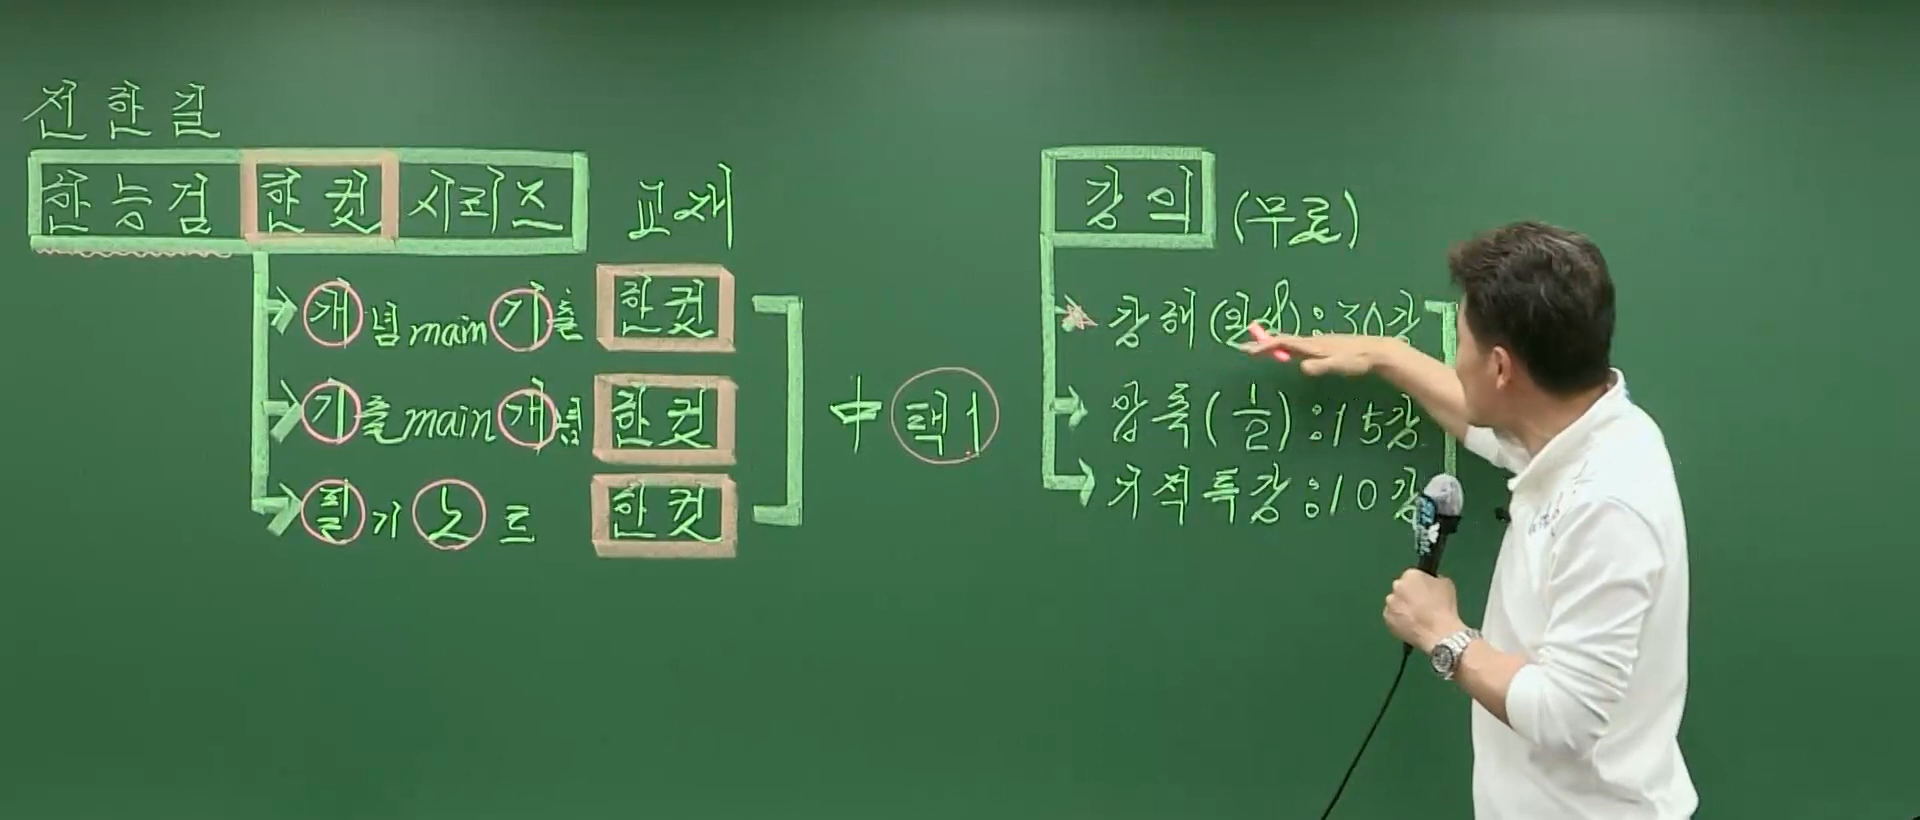 전한길
한능검 한컷 시리즈 교재
개념main기출 한컷
기출main개념 한컷
필기노트 한컷
中 택1
강의 (무료)
강해(완성):30강
압축(1/2):15강
기적특강:10강